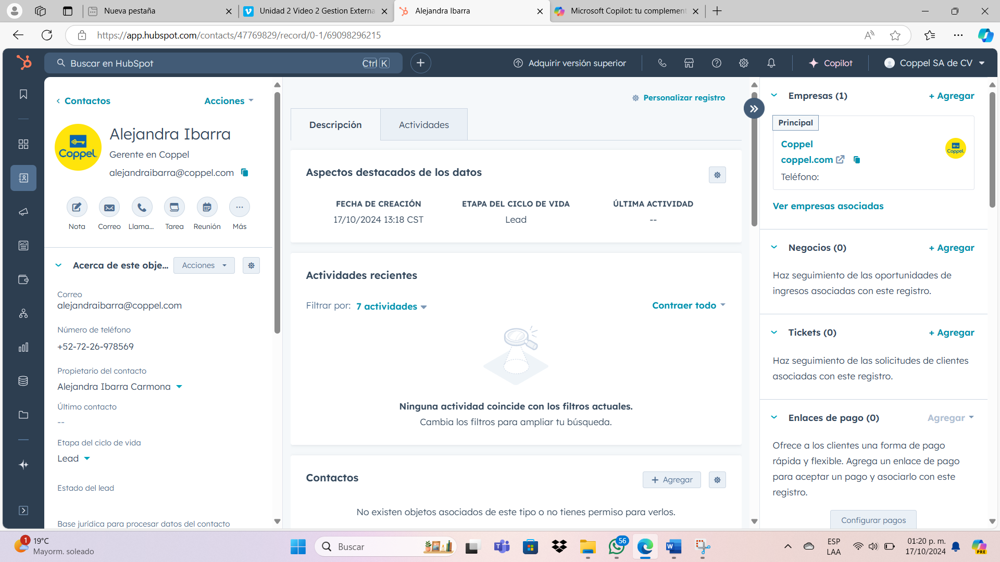 Nueva pestaña
Unidad 2 Video 2 Gestion Externa
Alejandra Ibarra
Microsoft Copilot: tu complement
https://app.hubspot.com/contacts/47769829/record/0-1/69098296215
Buscar en HubSpot
Ctrl K
Adquirir versión superior
Copilot
Coppel SA de CV
Contactos
Acciones
Coppel
Alejandra Ibarra
Gerente en Coppel
alejandraibarra@coppel.com
Nota
Correo
Llama...
Tarea
Reunión
Más
Acerca de este obje...
Acciones
Correo
alejandraibarra@coppel.com
Número de teléfono
+52-72-26-978569
Propietario del contacto
Alejandra Ibarra Carmona
Último contacto
--
Etapa del ciclo de vida
Lead
Estado del lead
Base jurídica para procesar datos del contacto
Personalizar registro
Descripción
Actividades
Aspectos destacados de los datos
FECHA DE CREACIÓN
17/10/2024 13:18 CST
ETAPA DEL CICLO DE VIDA
Lead
ÚLTIMA ACTIVIDAD
--
Actividades recientes
Filtrar por: 7 actividades
Contraer todo
Ninguna actividad coincide con los filtros actuales.
Cambia los filtros para ampliar tu búsqueda.
Contactos
+ Agregar
No existen objetos asociados de este tipo o no tienes permiso para verlos.
Empresas (1)
+ Agregar
Principal
Coppel
coppel.com
Teléfono:
Coppel
Ver empresas asociadas
Negocios (0)
+ Agregar
Haz seguimiento de las oportunidades de
ingresos asociadas con este registro.
Tickets (0)
+ Agregar
Haz seguimiento de las solicitudes de clientes
asociadas con este registro.
Enlaces de pago (0)
Agregar
Ofrece a los clientes una forma de pago
rápida y flexible. Agrega un enlace de pago
para aceptar un pago y asociarlo con este
registro.
Configurar pagos
1
19°C
Mayorm. soleado
Buscar
56
ESP
LAA
01:20 p. m.
17/10/2024
PRE